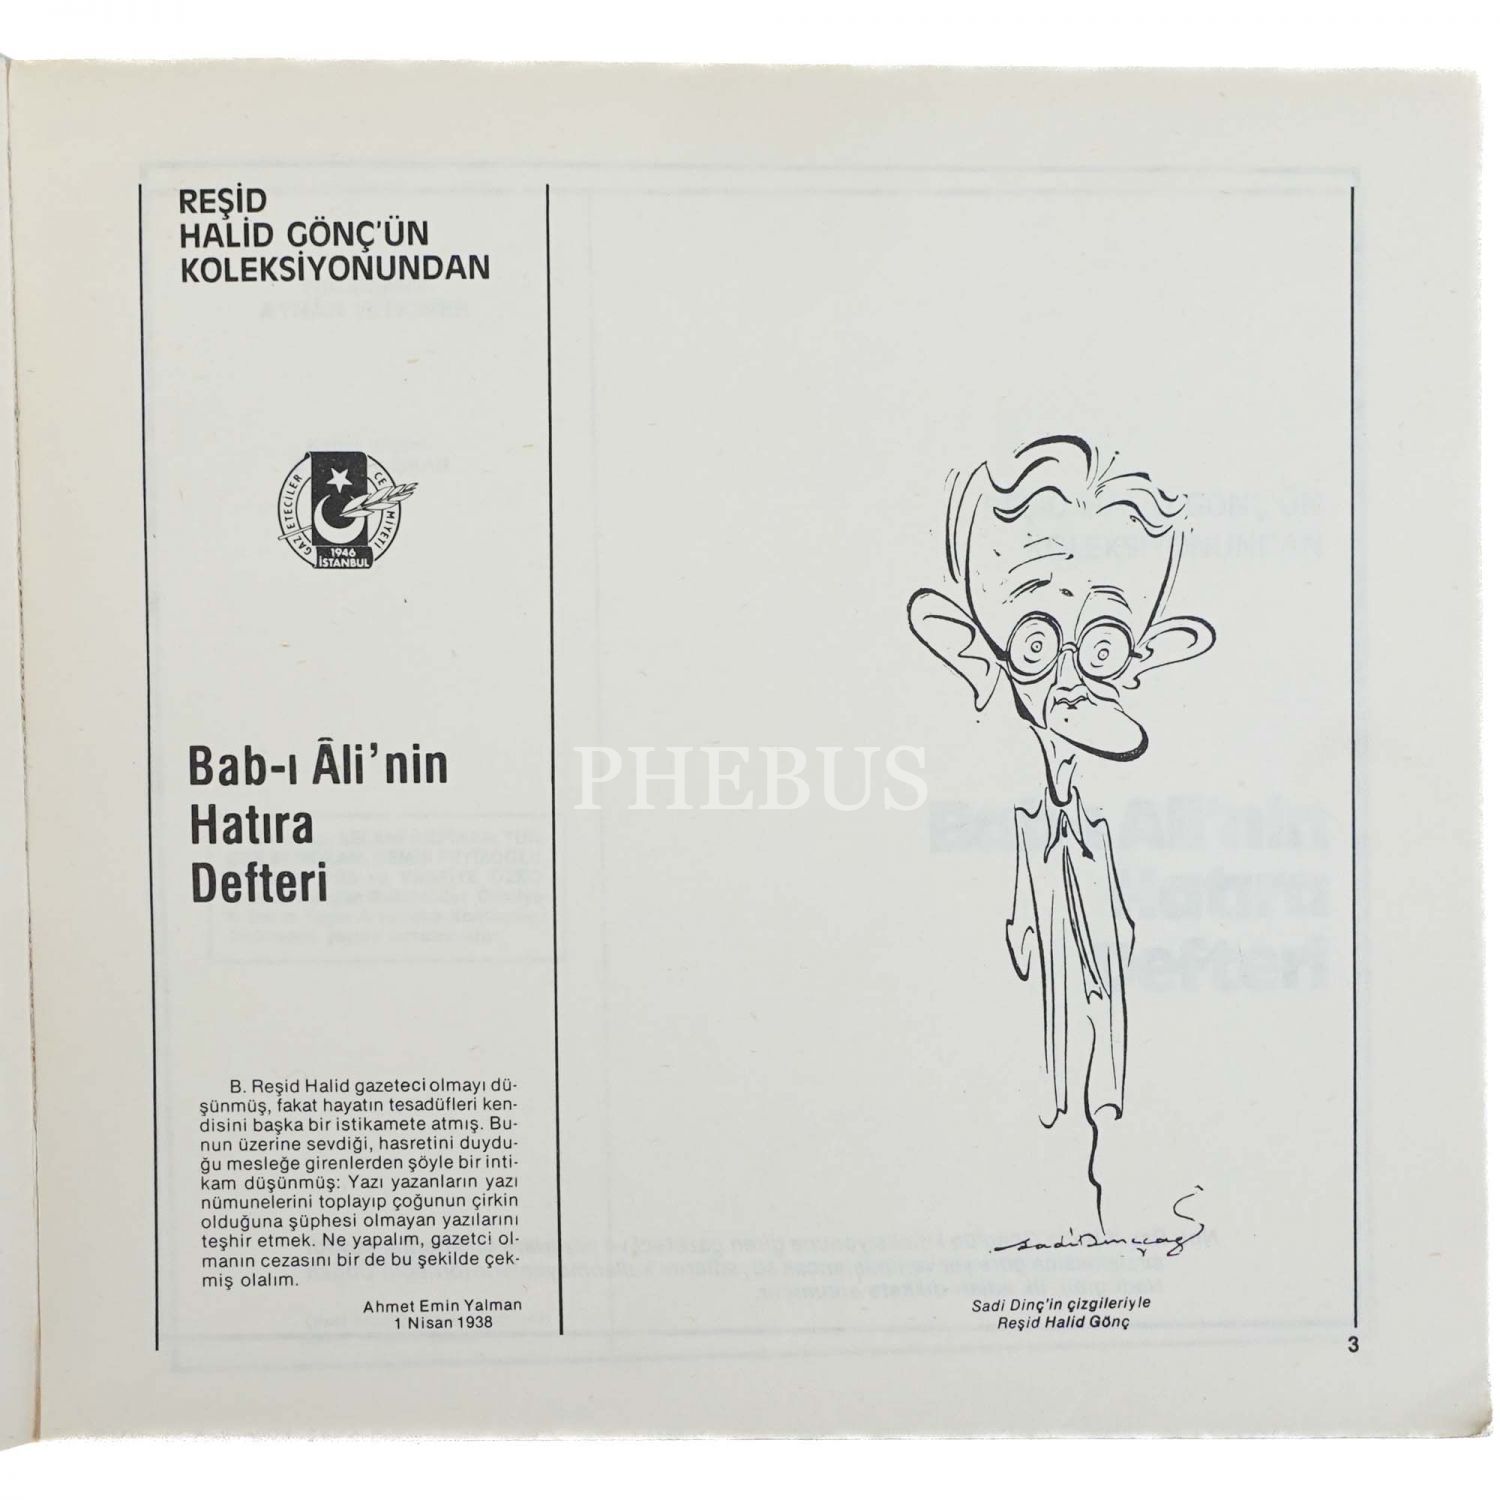 REŞİD
HALİD GÖNÇ'ÜN
KOLEKSİYONUNDAN
GAZETECİLER CEMİYETİ
1946
İSTANBUL
Bab-ı Âli'nin
Hatıra
Defteri
B. Reşid Halid gazeteci olmayı dü-
şünmüş, fakat hayatın tesadüfleri ken-
disini başka bir istikamete atmış. Bu-
nun üzerine sevdiği, hasretini duydu-
ğu mesleğe girenlerden şöyle bir inti-
kam düşünmüş: Yazı yazanların yazı
nümunelerini toplayıp çoğunun çirkin
olduğuna şüphesi olmayan yazılarını
teşhir etmek. Ne yapalım, gazetci ol-
manın cezasını bir de bu şekilde çek-
miş olalım.
Ahmet Emin Yalman
1 Nisan 1938
PHEBUS
Sadi Dinççağ
Sadi Dinç'in çizgileriyle
Reşid Halid Gönç
3